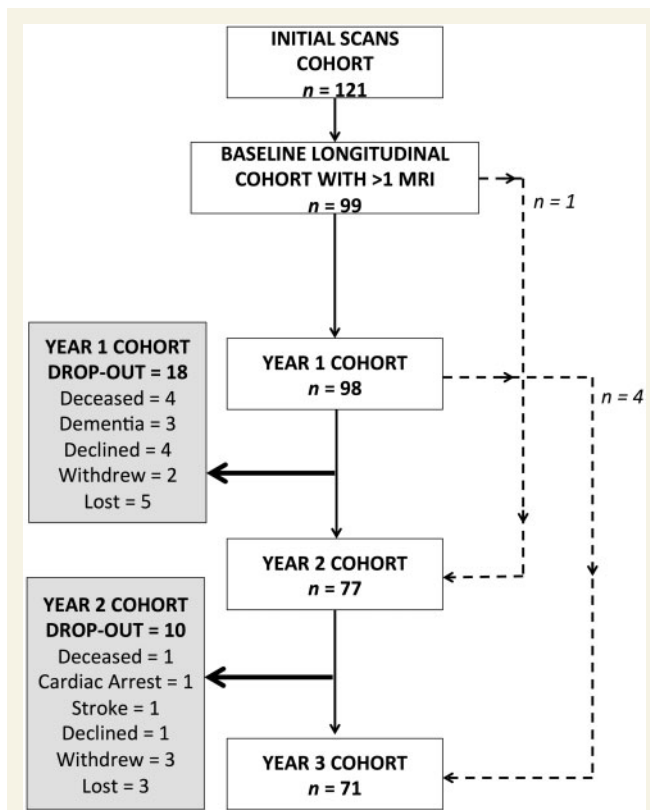 INITIAL SCANS
COHORT
n = 121
BASELINE LONGITUDINAL
COHORT WITH >1 MRI
n = 99
n = 1
YEAR 1 COHORT
DROP-OUT = 18
Deceased = 4
Dementia = 3
Declined = 4
Withdrew = 2
Lost = 5
YEAR 1 COHORT
n = 98
n = 4
YEAR 2 COHORT
n = 77
YEAR 2 COHORT
DROP-OUT = 10
Deceased = 1
Cardiac Arrest = 1
Stroke = 1
Declined = 1
Withdrew = 3
Lost = 3
YEAR 3 COHORT
n = 71